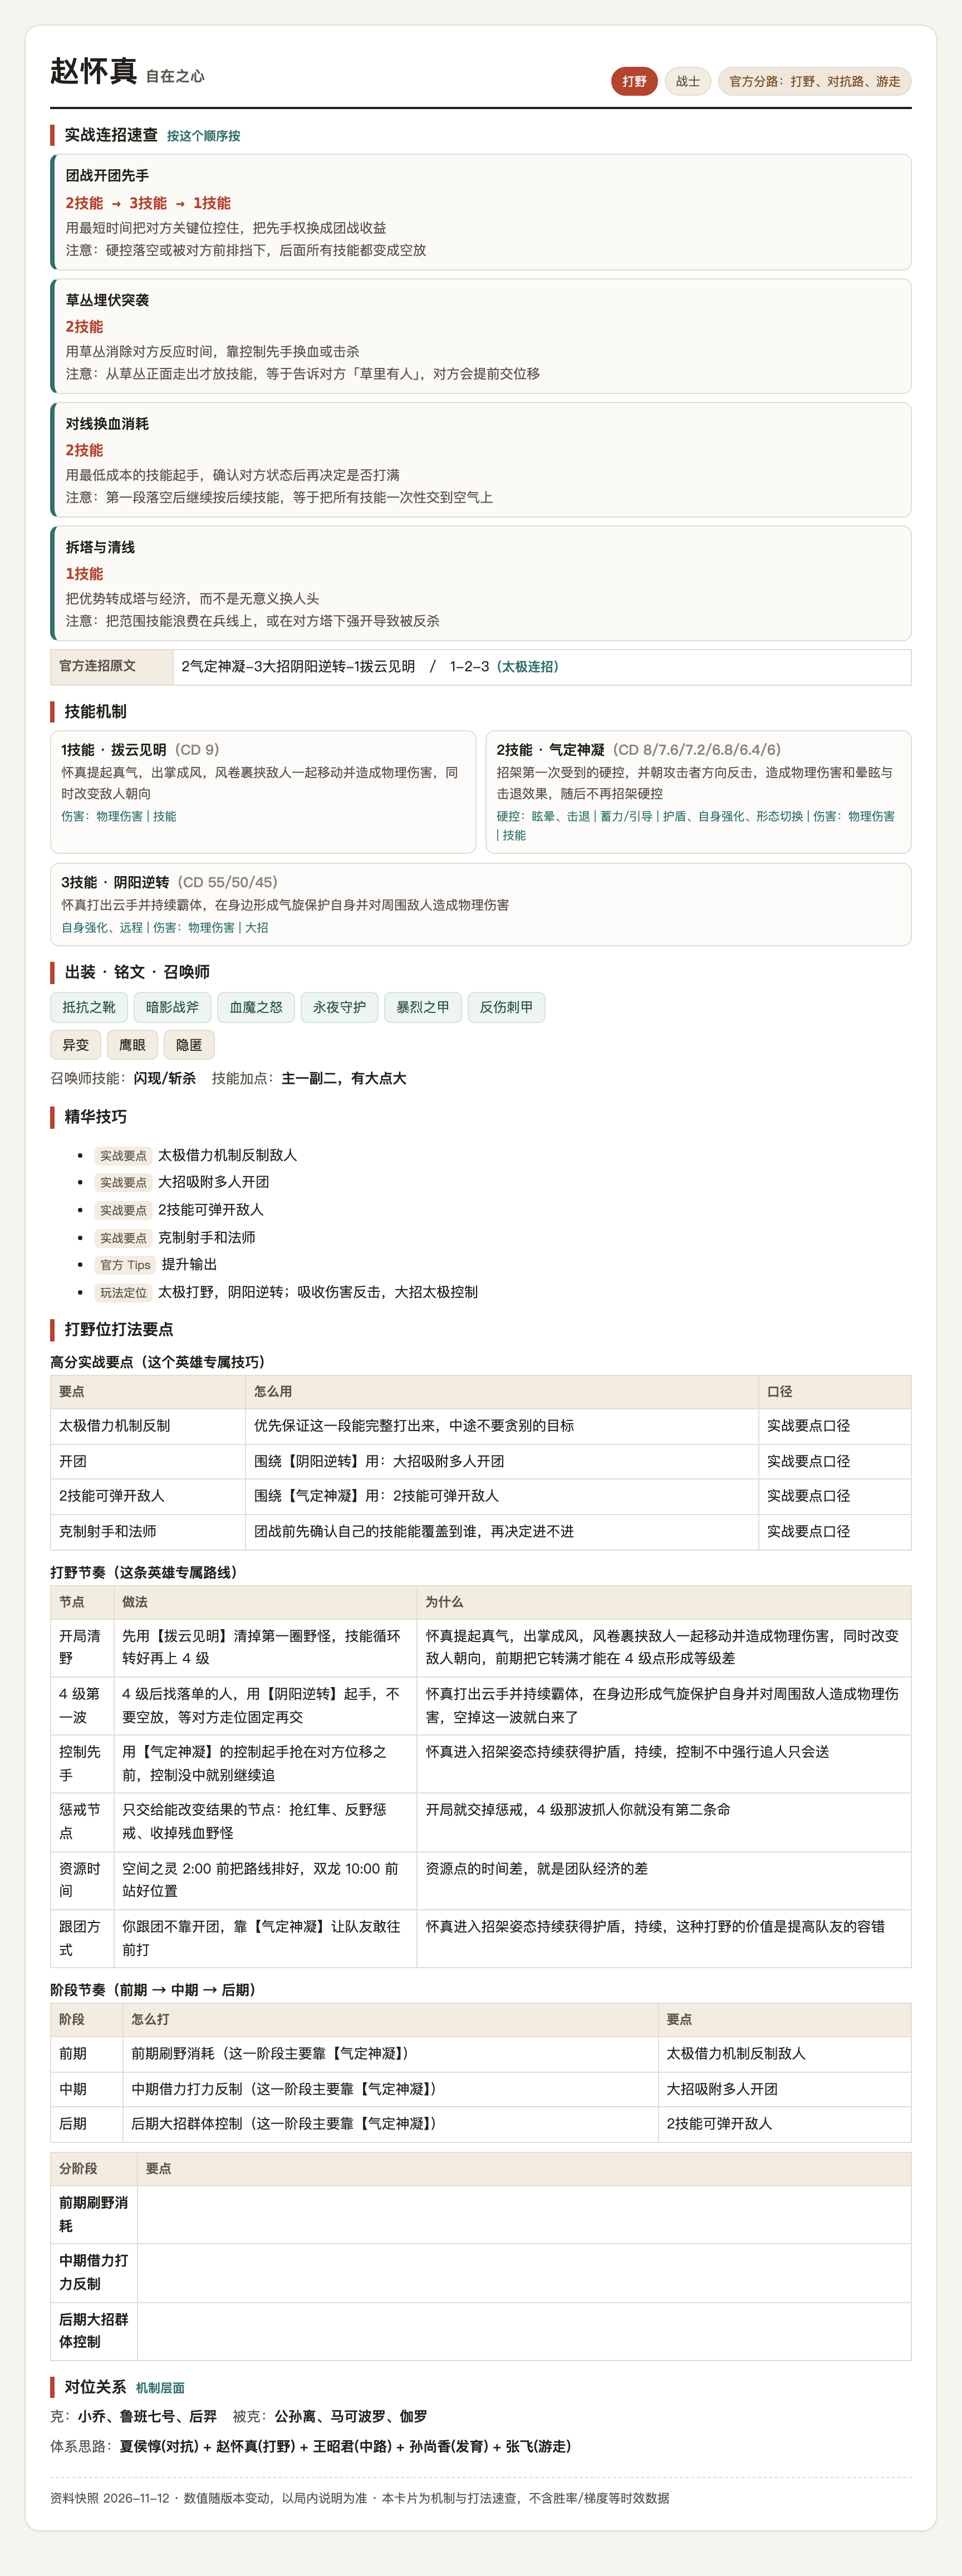 赵怀真 自在之心
打野 战士 官方分路：打野、对抗路、游走
实战连招速查 按这个顺序按
团战开团先手
2技能 → 3技能 → 1技能
用最短时间把对方关键位控住，把先手权换成团战收益
注意：硬控落空或被对方前排挡下，后面所有技能都变成空放
草丛埋伏突袭
2技能
用草丛消除对方反应时间，靠控制先手换血或击杀
注意：从草丛正面走出才放技能，等于告诉对方「草里有人」，对方会提前交位移
对线换血消耗
2技能
用最低成本的技能起手，确认对方状态后再决定是否打满
注意：第一段落空后继续按后续技能，等于把所有技能一次性交到空气上
拆塔与清线
1技能
把优势转成塔与经济，而不是无意义换人头
注意：把范围技能浪费在兵线上，或在对方塔下强开导致被反杀
官方连招原文 2气定神凝-3大招阴阳逆转-1拨云见明 / 1-2-3（太极连招）
技能机制
1技能 · 拨云见明（CD 9）
怀真提起真气，出掌成风，风卷裹挟敌人一起移动并造成物理伤害，同
时改变敌人朝向
伤害：物理伤害 | 技能
2技能 · 气定神凝（CD 8/7.6/7.2/6.8/6.4/6）
招架第一次受到的硬控，并朝攻击者方向反击，造成物理伤害和晕眩与
击退效果，随后不再招架硬控
硬控：眩晕、击退 | 蓄力/引导 | 护盾、自身强化、形态切换 | 伤害：物理伤害
| 技能
3技能 · 阴阳逆转（CD 55/50/45）
怀真打出云手并持续霸体，在身边形成气旋保护自身并对周围敌人造成物理伤害
自身强化、远程 | 伤害：物理伤害 | 大招
出装 · 铭文 · 召唤师
抵抗之靴 暗影战斧 血魔之怒 永夜守护 暴烈之甲 反伤刺甲
异变 鹰眼 隐匿
召唤师技能：闪现/斩杀 技能加点：主一副二，有大点大
精华技巧
• 实战要点 太极借力机制反制敌人
• 实战要点 大招吸附多人开团
• 实战要点 2技能可弹开敌人
• 实战要点 克制射手和法师
• 官方 Tips 提升输出
• 玩法定位 太极打野，阴阳逆转；吸收伤害反击，大招太极控制
打野位打法要点
高分实战要点（这个英雄专属技巧）
要点 怎么用 口径
太极借力机制反制 优先保证这一段能完整打出来，中途不要贪别的目标 实战要点口径
开团 围绕【阴阳逆转】用：大招吸附多人开团 实战要点口径
2技能可弹开敌人 围绕【气定神凝】用：2技能可弹开敌人 实战要点口径
克制射手和法师 团战前先确认自己的技能能覆盖到谁，再决定进不进 实战要点口径
打野节奏（这条英雄专属路线）
节点 做法 为什么
开局清
野
先用【拨云见明】清掉第一圈野怪，技能循环
转好再上 4 级
怀真提起真气，出掌成风，风卷裹挟敌人一起移动并造成物理伤害，同时改变
敌人朝向，前期把它转满才能在 4 级点形成等级差
4 级第
一波
4 级后找落单的人，用【阴阳逆转】起手，不
要空放，等对方走位固定再交
怀真打出云手并持续霸体，在身边形成气旋保护自身并对周围敌人造成物理伤
害，空掉这一波就白来了
控制先
手
用【气定神凝】的控制起手抢在对方位移之
前，控制没中就别继续追
怀真进入招架姿态持续获得护盾，持续，控制不中强行追人只会送
惩戒节
点
只交给能改变结果的节点：抢红隼、反野惩
戒、收掉残血野怪
开局就交掉惩戒，4 级那波抓人你就没有第二条命
资源时
间
空间之灵 2:00 前把路线排好，双龙 10:00 前
站好位置
资源点的时间差，就是团队经济的差
跟团方
式
你跟团不靠开团，靠【气定神凝】让队友敢往
前打
怀真进入招架姿态持续获得护盾，持续，这种打野的价值是提高队友的容错
阶段节奏（前期 → 中期 → 后期）
阶段 怎么打 要点
前期 前期刷野消耗（这一阶段主要靠【气定神凝】） 太极借力机制反制敌人
中期 中期借力打力反制（这一阶段主要靠【气定神凝】） 大招吸附多人开团
后期 后期大招群体控制（这一阶段主要靠【气定神凝】） 2技能可弹开敌人
分阶段 要点
前期刷野消
耗
中期借力打
力反制
后期大招群
体控制
对位关系 机制层面
克：小乔、鲁班七号、后羿 被克：公孙离、马可波罗、伽罗
体系思路：夏侯惇(对抗) + 赵怀真(打野) + 王昭君(中路) + 孙尚香(发育) + 张飞(游走)
资料快照 2026-11-12 · 数值随版本变动，以局内说明为准 · 本卡片为机制与打法速查，不含胜率/梯度等时效数据